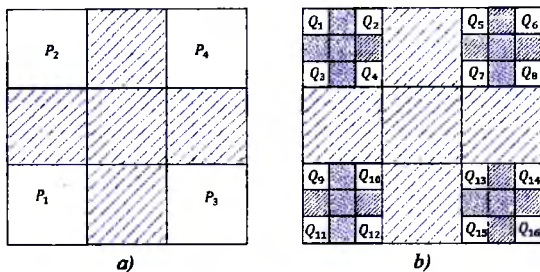 P₂ P₄
P₁ P₃
a)
Q₁ Q₂ Q₅ Q₆
Q₃ Q₄ Q₇ Q₈
Q₉ Q₁₀ Q₁₃ Q₁₄
Q₁₁ Q₁₂ Q₁₅ Q₁₆
b)